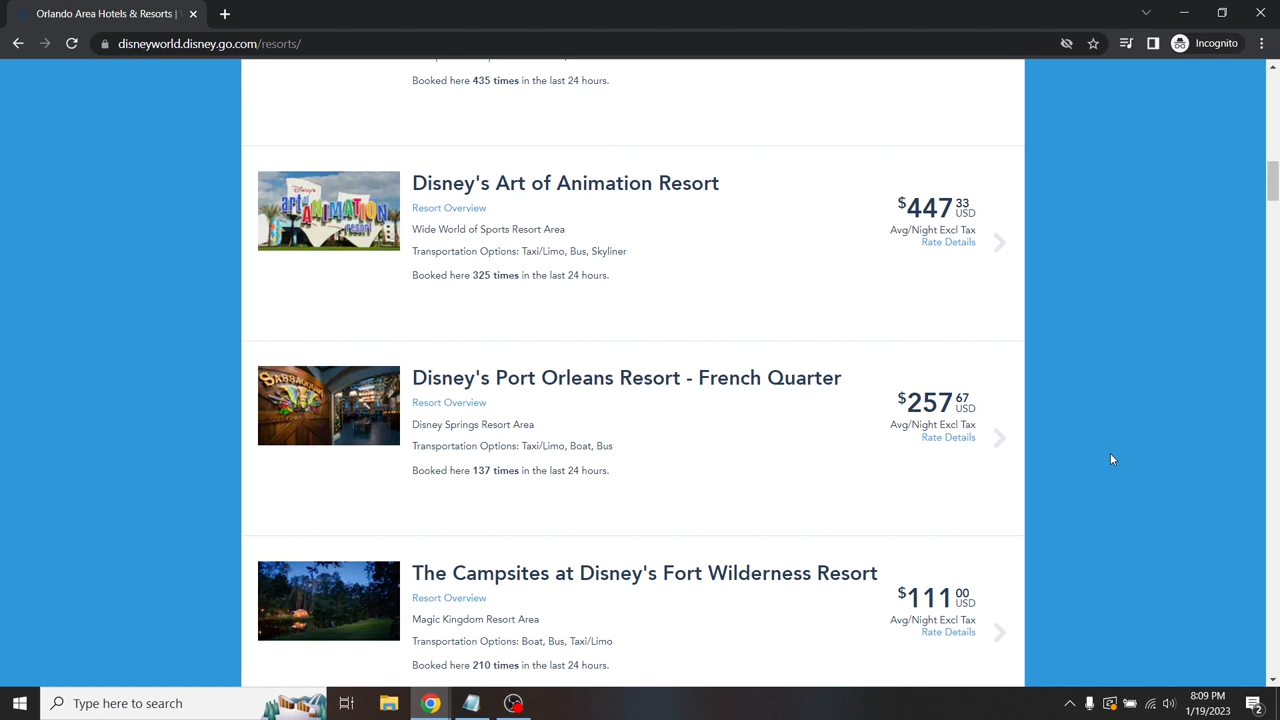 Orlando Area Hotels & Resorts |
disneyworld.disney.go.com/resorts/
Incognito
Booked here 435 times in the last 24 hours.
Disney's
art of
ANIMATION
resort
Disney's Art of Animation Resort
Resort Overview
Wide World of Sports Resort Area
Transportation Options: Taxi/Limo, Bus, Skyliner
Booked here 325 times in the last 24 hours.
$447 33 USD
Avg/Night Excl Tax
Rate Details
SASSAGOULA
Disney's Port Orleans Resort - French Quarter
Resort Overview
Disney Springs Resort Area
Transportation Options: Taxi/Limo, Boat, Bus
Booked here 137 times in the last 24 hours.
$257 67 USD
Avg/Night Excl Tax
Rate Details
The Campsites at Disney's Fort Wilderness Resort
Resort Overview
Magic Kingdom Resort Area
Transportation Options: Boat, Bus, Taxi/Limo
Booked here 210 times in the last 24 hours.
$111 00 USD
Avg/Night Excl Tax
Rate Details
Type here to search
8:09 PM
1/19/2023
2